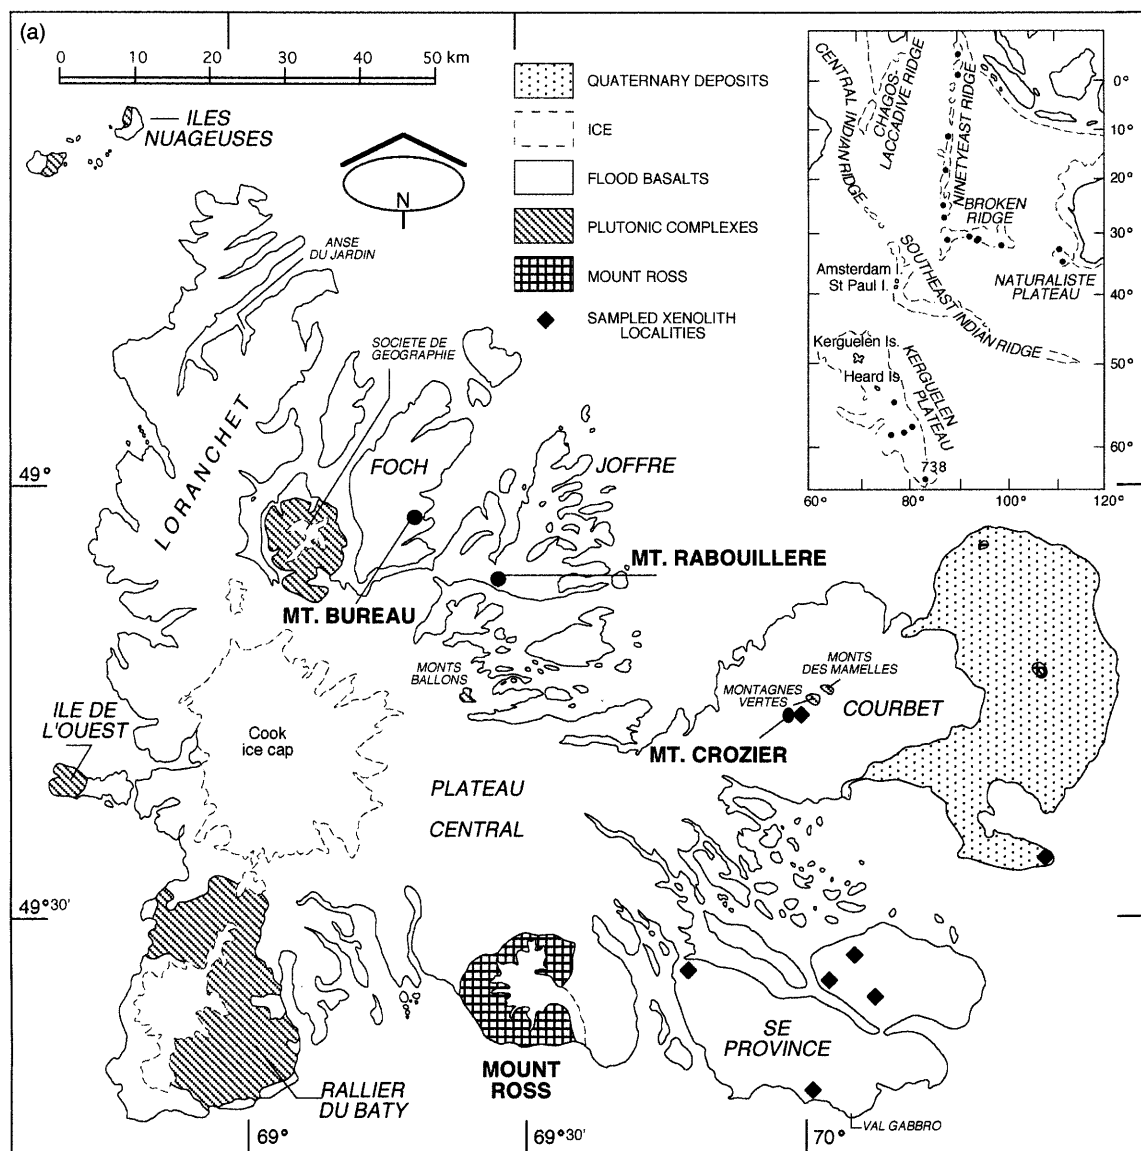 (a)
0 10 20 30 40 50 km
ILES
NUAGEUSES
N
QUATERNARY DEPOSITS
ICE
FLOOD BASALTS
PLUTONIC COMPLEXES
MOUNT ROSS
SAMPLED XENOLITH
LOCALITIES
CENTRAL INDIAN RIDGE
CHAGOS-
LACCADIVE RIDGE
NINETYEAST RIDGE
BROKEN
RIDGE
SOUTHEAST INDIAN RIDGE
Amsterdam I.
St Paul I.
NATURALISTE
PLATEAU
Kerguelen Is.
Heard Is.
KERGUELEN
PLATEAU
738
0°
10°
20°
30°
40°
50°
60°
60° 80° 100° 120°
ANSE
DU JARDIN
SOCIETE DE
GEOGRAPHIE
LORANCHET
FOCH
JOFFRE
49°
MT. RABOUILLERE
MT. BUREAU
MONTS
BALLONS
MONTS
DES MAMELLES
MONTAGNES
VERTES
COURBET
MT. CROZIER
ILE DE
L'OUEST
Cook
ice cap
PLATEAU
CENTRAL
49°30'
SE
PROVINCE
MOUNT
ROSS
RALLIER
DU BATY
VAL GABBRO
69° 69°30' 70°